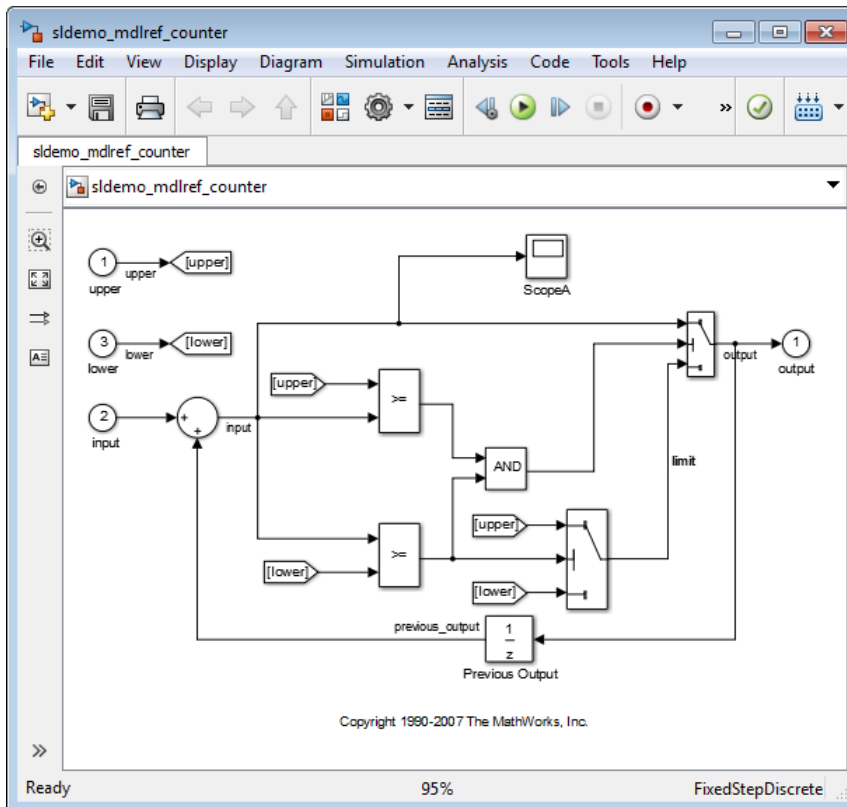 sldemo_mdlref_counter
File Edit View Display Diagram Simulation Analysis Code Tools Help
»
sldemo_mdlref_counter
sldemo_mdlref_counter
1
upper
upper
[upper]
ScopeA
3
lower
lower
[lower]
1
output
output
[upper]
>=
2
input
+
+
input
AND
limit
[upper]
>=
[lower]
[lower]
previous_output
1
z
Previous Output
Copyright 1990-2007 The MathWorks, Inc.
»
Ready 95% FixedStepDiscrete